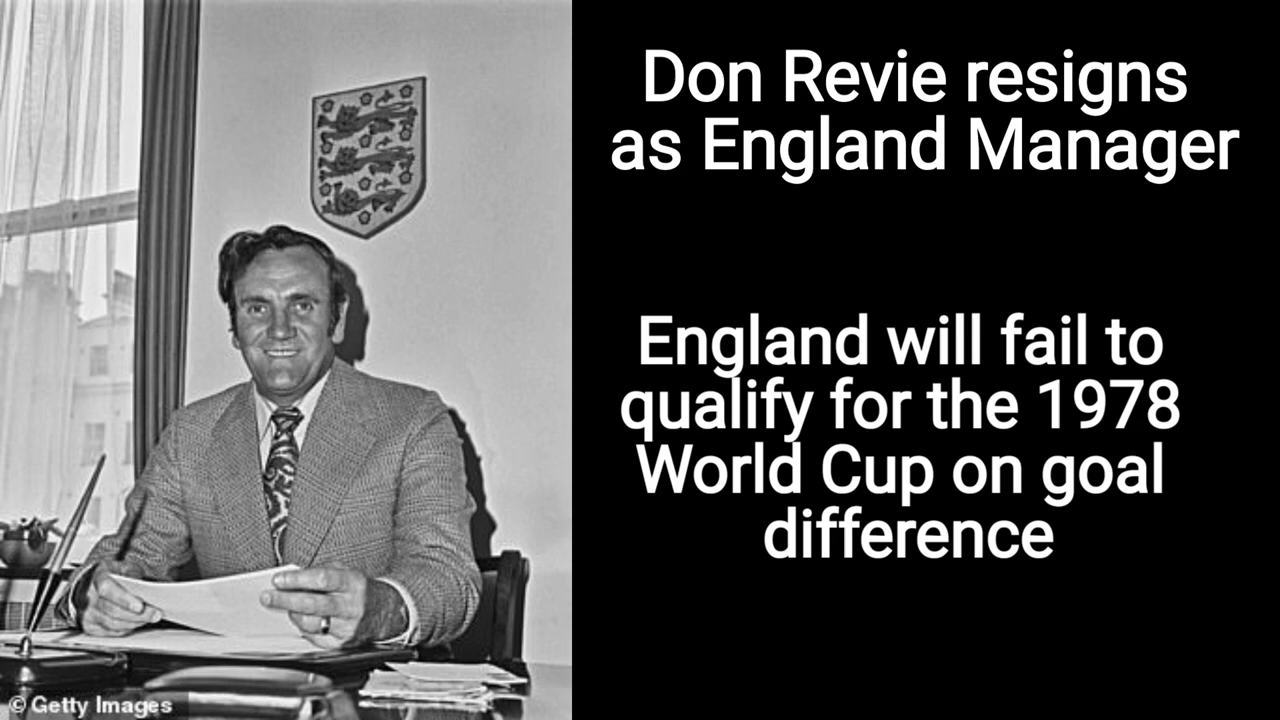 Don Revie resigns
as England Manager
England will fail to
qualify for the 1978
World Cup on goal
difference
© Getty Images